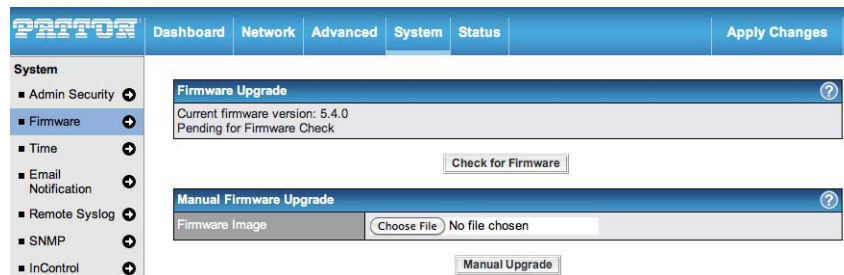 PATTON
Dashboard Network Advanced System Status Apply Changes
System
Admin Security
Firmware
Time
Email
Notification
Remote Syslog
SNMP
InControl
Firmware Upgrade ?
Current firmware version: 5.4.0
Pending for Firmware Check
Check for Firmware
Manual Firmware Upgrade ?
Firmware Image Choose File No file chosen
Manual Upgrade